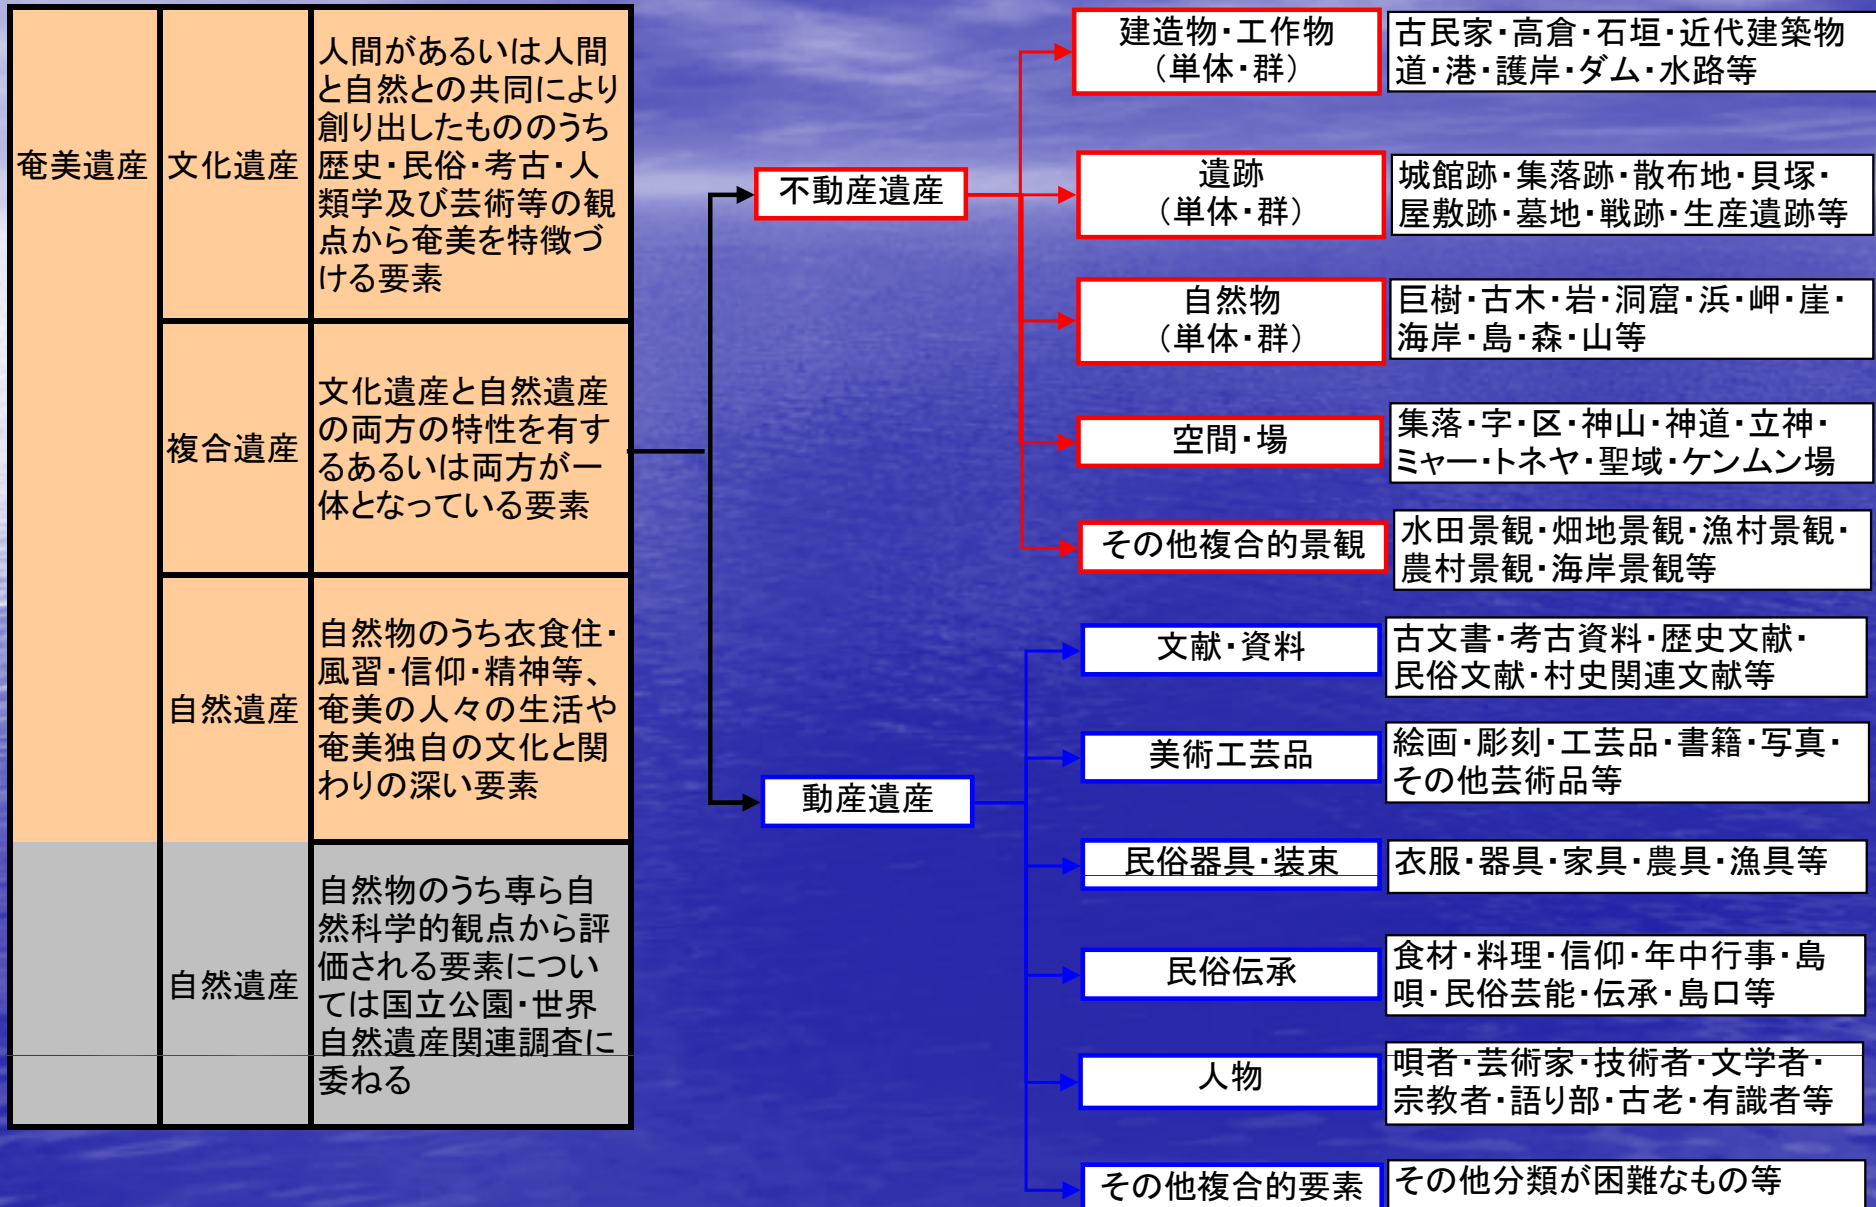 奄美遺産
文化遺産
人間があるいは人間
と自然との共同により
創り出したもののうち
歴史・民俗・考古・人
類学及び芸術等の観
点から奄美を特徴づ
ける要素
複合遺産
文化遺産と自然遺産
の両方の特性を有す
るあるいは両方が一
体となっている要素
自然遺産
自然物のうち衣食住・
風習・信仰・精神等、
奄美の人々の生活や
奄美独自の文化と関
わりの深い要素
自然遺産
自然物のうち専ら自
然科学的観点から評
価される要素につい
ては国立公園・世界
自然遺産関連調査に
委ねる
不動産遺産
建造物・工作物
（単体・群）
古民家・高倉・石垣・近代建築物
道・港・護岸・ダム・水路等
遺跡
（単体・群）
城館跡・集落跡・散布地・貝塚・
屋敷跡・墓地・戦跡・生産遺跡等
自然物
（単体・群）
巨樹・古木・岩・洞窟・浜・岬・崖・
海岸・島・森・山等
空間・場
集落・字・区・神山・神道・立神・
ミャー・トネヤ・聖域・ケンムン場
その他複合的景観
水田景観・畑地景観・漁村景観・
農村景観・海岸景観等
動産遺産
文献・資料
古文書・考古資料・歴史文献・
民俗文献・村史関連文献等
美術工芸品
絵画・彫刻・工芸品・書籍・写真・
その他芸術品等
民俗器具・装束
衣服・器具・家具・農具・漁具等
民俗伝承
食材・料理・信仰・年中行事・島
唄・民俗芸能・伝承・島口等
人物
唄者・芸術家・技術者・文学者・
宗教者・語り部・古老・有識者等
その他複合的要素
その他分類が困難なもの等